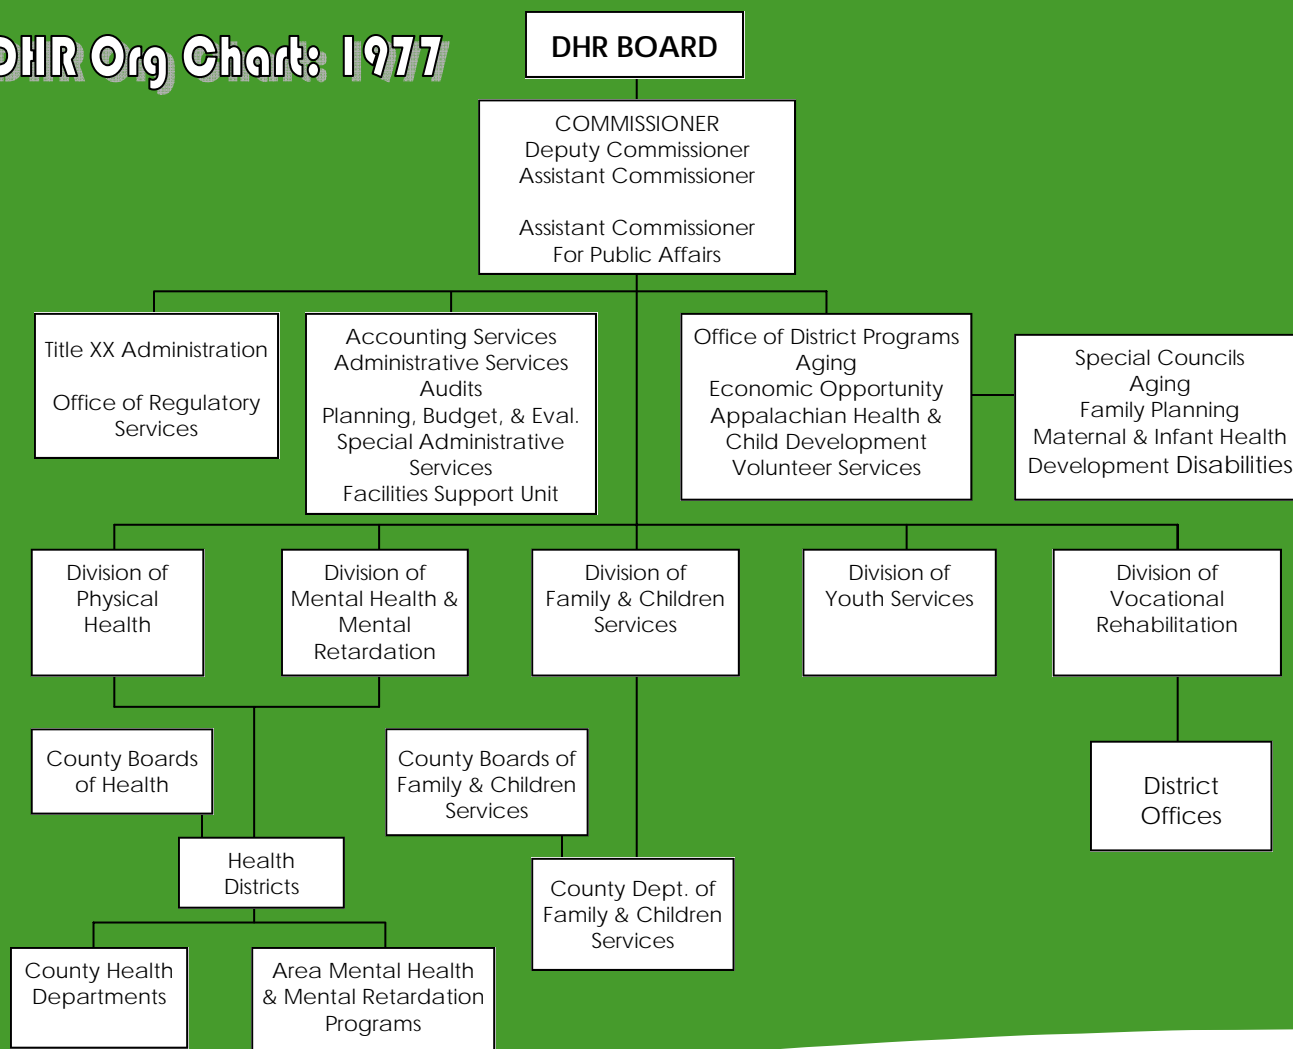 DHR Org Chart: 1977
DHR BOARD
COMMISSIONER
Deputy Commissioner
Assistant Commissioner
Assistant Commissioner
For Public Affairs
Title XX Administration
Office of Regulatory
Services
Accounting Services
Administrative Services
Audits
Planning, Budget, & Eval.
Special Administrative
Services
Facilities Support Unit
Office of District Programs
Aging
Economic Opportunity
Appalachian Health &
Child Development
Volunteer Services
Special Councils
Aging
Family Planning
Maternal & Infant Health
Development Disabilities
Division of
Physical
Health
Division of
Mental Health &
Mental
Retardation
Division of
Family & Children
Services
Division of
Youth Services
Division of
Vocational
Rehabilitation
County Boards
of Health
County Boards of
Family & Children
Services
District
Offices
Health
Districts
County Dept. of
Family & Children
Services
County Health
Departments
Area Mental Health
& Mental Retardation
Programs